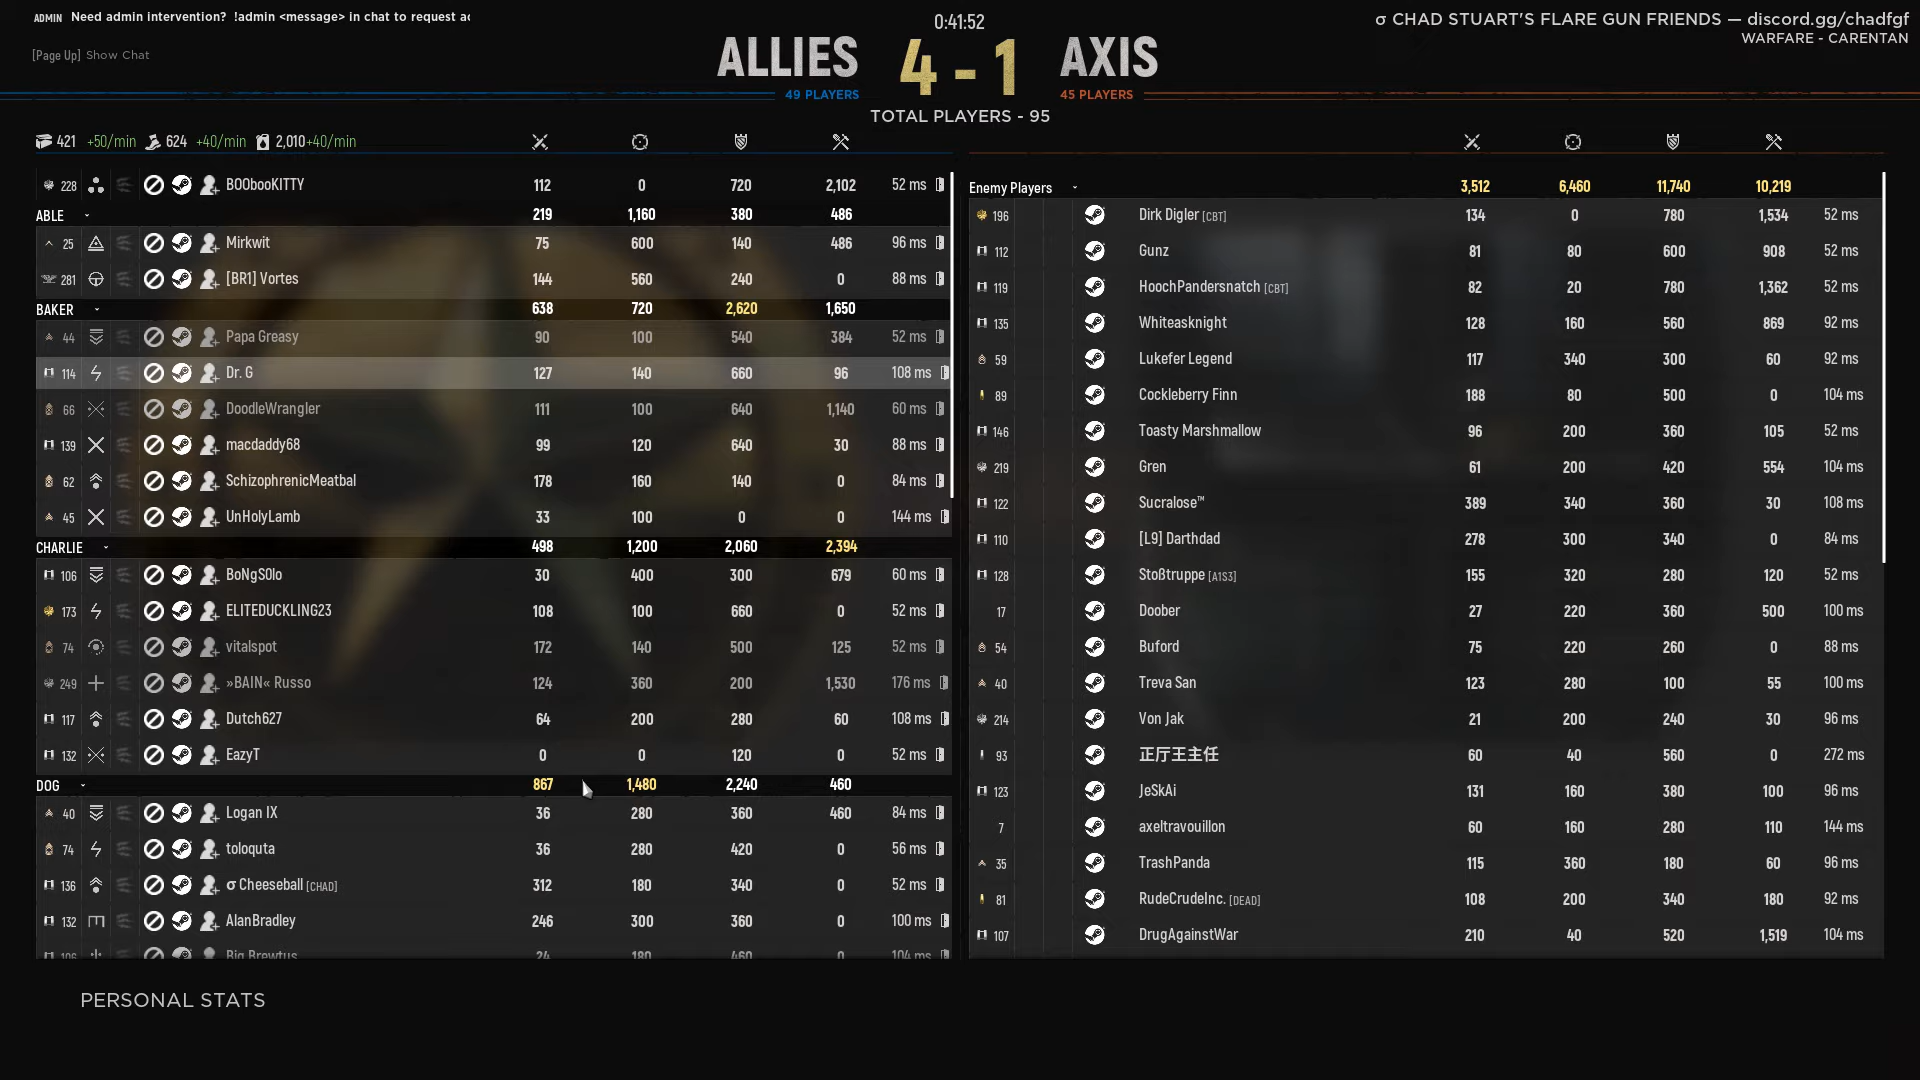 ADMIN Need admin intervention? !admin <message> in chat to request
[Page Up] Show Chat
0:41:52
ALLIES 4 - 1 AXIS
49 PLAYERS 45 PLAYERS
TOTAL PLAYERS - 95
σ CHAD STUART'S FLARE GUN FRIENDS — discord.gg/chadfgf
WARFARE - CARENTAN
421 +50/min 624 +40/min 2,010 +40/min
228 BOObooKITTY 112 0 720 2,102 52 ms
ABLE 219 1,160 380 486
25 Mirkwit 75 600 140 486 96 ms
281 [BR1] Vortes 144 560 240 0 88 ms
BAKER 638 720 2,620 1,650
44 Papa Greasy 90 100 540 384 52 ms
114 Dr. G 127 140 660 96 108 ms
66 DoodleWrangler 111 100 640 1,140 60 ms
139 macdaddy68 99 120 640 30 88 ms
62 SchizophrenicMeatbal 178 160 140 0 84 ms
45 UnHolyLamb 33 100 0 0 144 ms
CHARLIE 498 1,200 2,060 2,394
106 BoNgS0lo 30 400 300 679 60 ms
173 ELITEDUCKLING23 108 100 660 0 52 ms
74 vitalspot 172 140 500 125 52 ms
249 »BAIN« Russo 124 360 200 1,530 176 ms
117 Dutch627 64 200 280 60 108 ms
132 EazyT 0 0 120 0 52 ms
DOG 867 1,480 2,240 460
40 Logan IX 36 280 360 460 84 ms
74 toloquta 36 280 420 0 56 ms
136 σ Cheeseball [CHAD] 312 180 340 0 52 ms
132 AlanBradley 246 300 360 0 100 ms
106 Big Brewtus 24 180 460 0 104 ms
Enemy Players 3,512 6,460 11,740 10,219
196 Dirk Digler [CBT] 134 0 780 1,534 52 ms
112 Gunz 81 80 600 908 52 ms
119 HoochPandersnatch [CBT] 82 20 780 1,362 52 ms
135 Whiteasknight 128 160 560 869 92 ms
59 Lukefer Legend 117 340 300 60 92 ms
89 Cockleberry Finn 188 80 500 0 104 ms
146 Toasty Marshmallow 96 200 360 105 52 ms
219 Gren 61 200 420 554 104 ms
122 Sucralose™ 389 340 360 30 108 ms
110 [L9] Darthdad 278 300 340 0 84 ms
128 Stoßtruppe [A1S3] 155 320 280 120 52 ms
17 Doober 27 220 360 500 100 ms
54 Buford 75 220 260 0 88 ms
40 Treva San 123 280 100 55 100 ms
214 Von Jak 21 200 240 30 96 ms
93 正厅王主任 60 40 560 0 272 ms
123 JeSkAi 131 160 380 100 96 ms
7 axeltravouillon 60 160 280 110 144 ms
35 TrashPanda 115 360 180 60 96 ms
81 RudeCrudeInc. [DEAD] 108 200 340 180 92 ms
107 DrugAgainstWar 210 40 520 1,519 104 ms
PERSONAL STATS